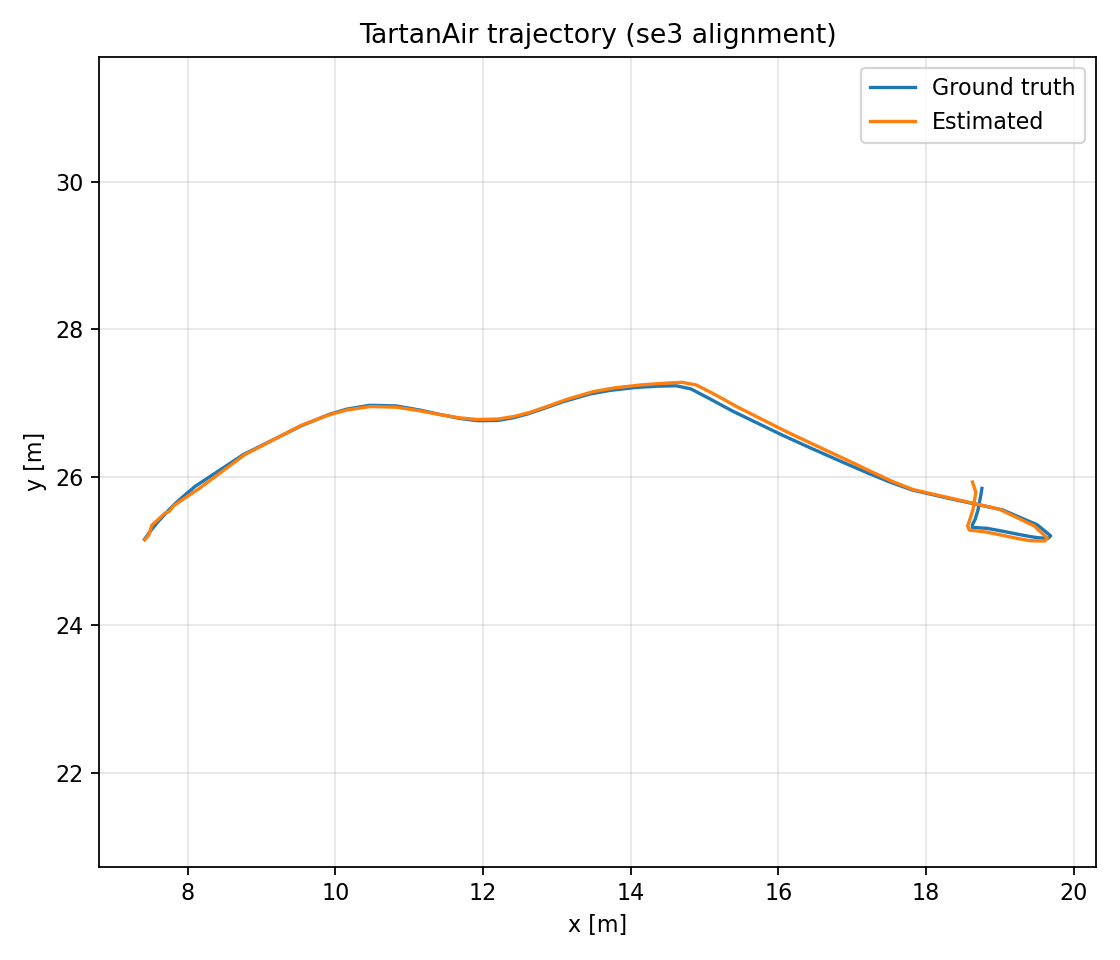 TartanAir trajectory (se3 alignment)
Ground truth
Estimated
30
28
26
24
22
y [m]
8 10 12 14 16 18 20
x [m]